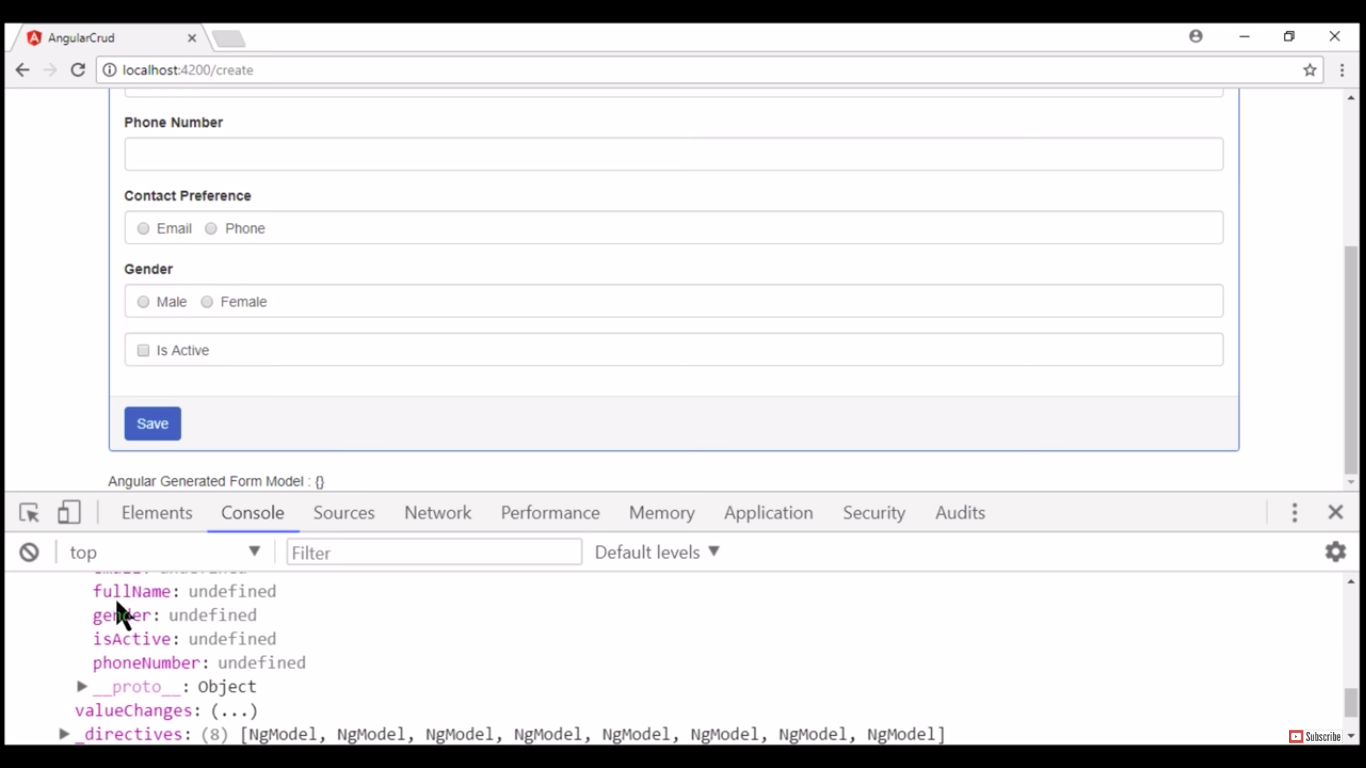 AngularCrud
localhost:4200/create
Phone Number
Contact Preference
Email Phone
Gender
Male Female
Is Active
Save
Angular Generated Form Model : {}
Elements Console Sources Network Performance Memory Application Security Audits
top Filter Default levels
fullName: undefined
gender: undefined
isActive: undefined
phoneNumber: undefined
__proto__: Object
valueChanges: (...)
_directives: (8) [NgModel, NgModel, NgModel, NgModel, NgModel, NgModel, NgModel, NgModel]
Subscribe